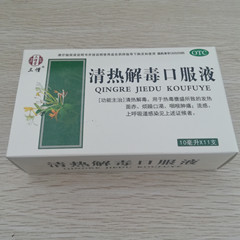 OTC
清热解毒口服液
QINGRE JIEDU KOUFUYE
[功能主治]清热解毒。用于热毒壅盛所致的发热
面赤、烦躁口渴、咽喉肿痛；流感、
上呼吸道感染见上述证候者。
10毫升X11支
清热解毒口服液